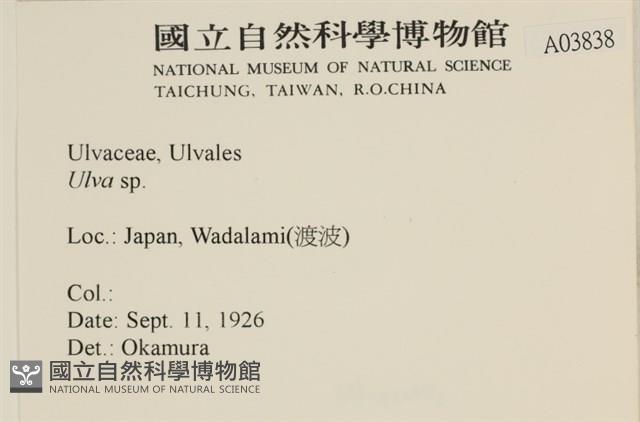 國立自然科學博物館
A03838
NATIONAL MUSEUM OF NATURAL SCIENCE
TAICHUNG, TAIWAN, R.O.CHINA
Ulvaceae, Ulvales
Ulva sp.
Loc.: Japan, Wadalami(渡波)
Col.:
Date: Sept. 11, 1926
Det.: Okamura
國立自然科學博物館
NATIONAL MUSEUM OF NATURAL SCIENCE